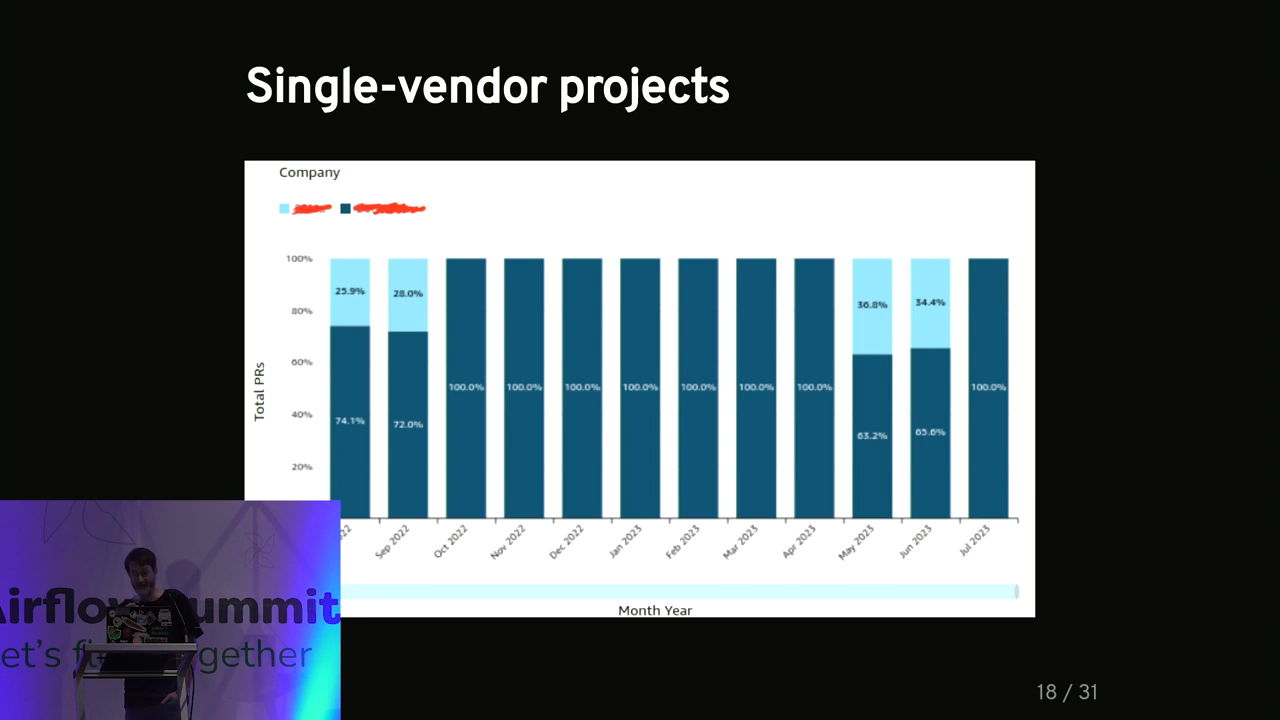 Single-vendor projects
Company
100%
80%
60%
40%
20%
Total PRs
25.9% 28.0% 36.8% 34.4%
74.1% 72.0% 100.0% 100.0% 100.0% 100.0% 100.0% 100.0% 100.0% 63.2% 65.6% 100.0%
Sep 2022 Oct 2022 Nov 2022 Dec 2022 Jan 2023 Feb 2023 Mar 2023 Apr 2023 May 2023 Jun 2023 Jul 2023
Month Year
18 / 31